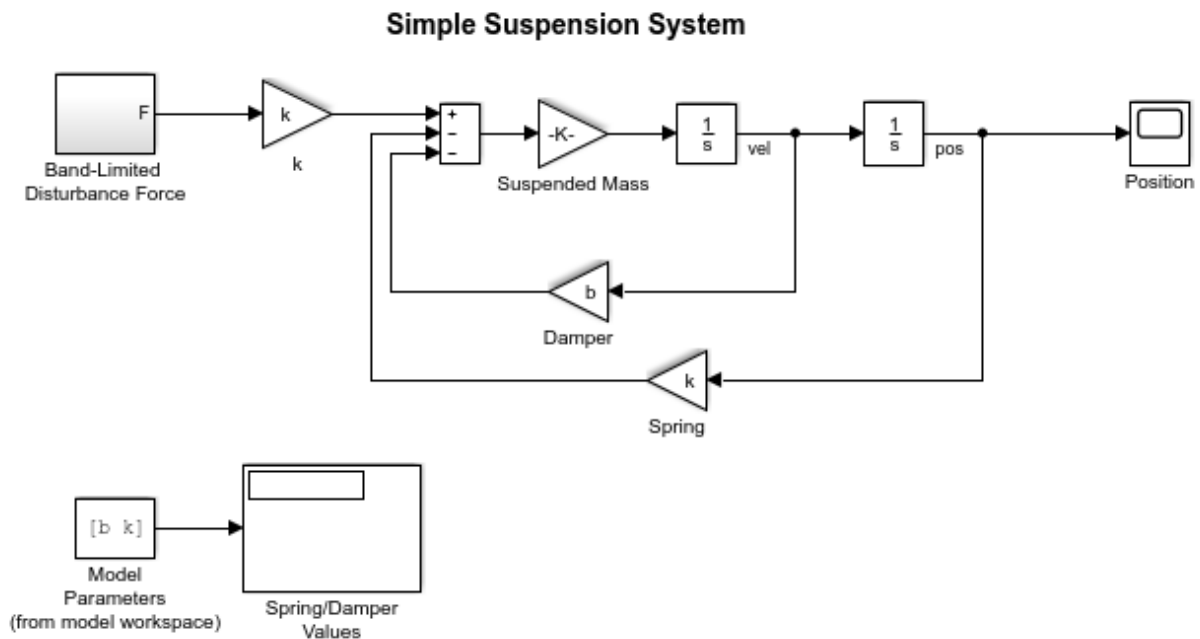 Simple Suspension System
F
Band-Limited
Disturbance Force
k
k
+
−
−
-K-
Suspended Mass
1
s
vel
1
s
pos
Position
b
Damper
k
Spring
[b k]
Model
Parameters
(from model workspace)
Spring/Damper
Values